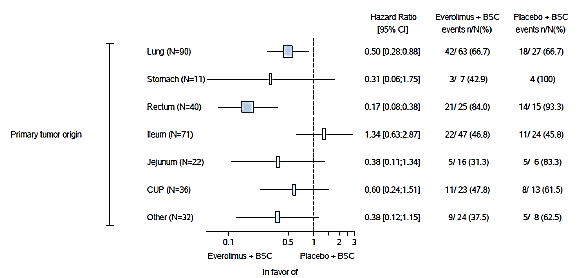 Hazard Ratio Everolimus + BSC Placebo + BSC
[95% CI] events n/N(%) events n/N(%)
Lung (N=90) 0.50 [0.28;0.88] 42/ 63 (66.7) 18/ 27 (66.7)
Stomach (N=11) 0.31 [0.06;1.75] 3/ 7 (42.9) 4 (100)
Rectum (N=40) 0.17 [0.08;0.38] 21/ 25 (84.0) 14/ 15 (93.3)
Primary tumor origin Ileum (N=71) 1.34 [0.63;2.87] 22/ 47 (46.8) 11/ 24 (45.8)
Jejunum (N=22) 0.38 [0.11;1.34] 5/ 16 (31.3) 5/ 6 (83.3)
CUP (N=36) 0.60 [0.24;1.51] 11/ 23 (47.8) 8/ 13 (61.5)
Other (N=32) 0.38 [0.12;1.15] 9/ 24 (37.5) 5/ 8 (62.5)
0.1 0.5 1 2 3
Everolimus + BSC Placebo + BSC
In favor of